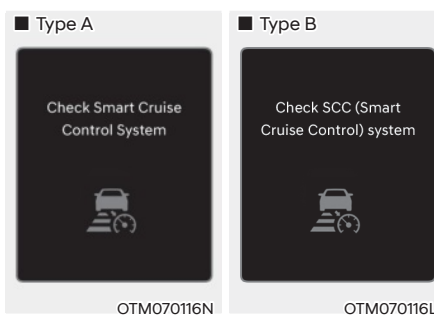 ■ Type A
Check Smart Cruise
Control System
OTM070116N
■ Type B
Check SCC (Smart
Cruise Control) system
OTM070116L